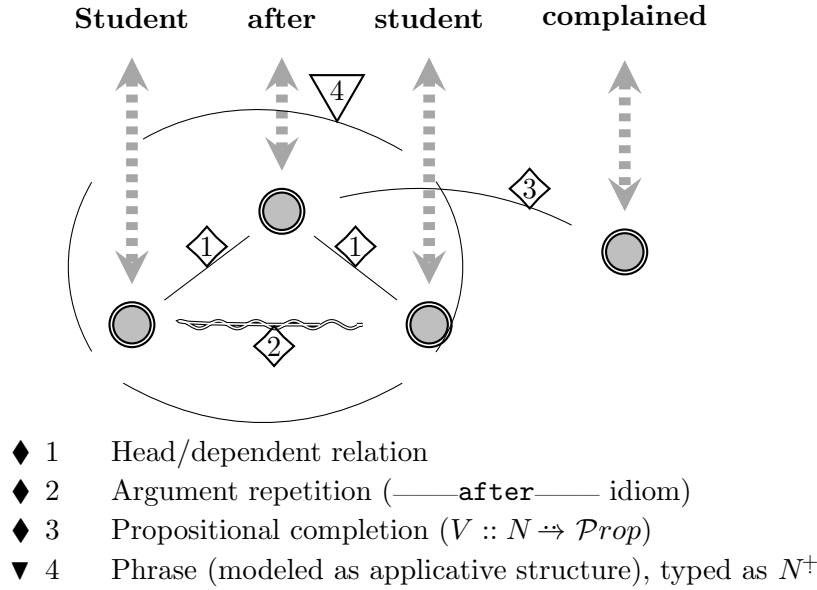 Student after student complained
4
3
1 1
2
♦ 1 Head/dependent relation
♦ 2 Argument repetition (——after—— idiom)
♦ 3 Propositional completion (V :: N ⤍ Prop)
▼ 4 Phrase (modeled as applicative structure), typed as N⁺